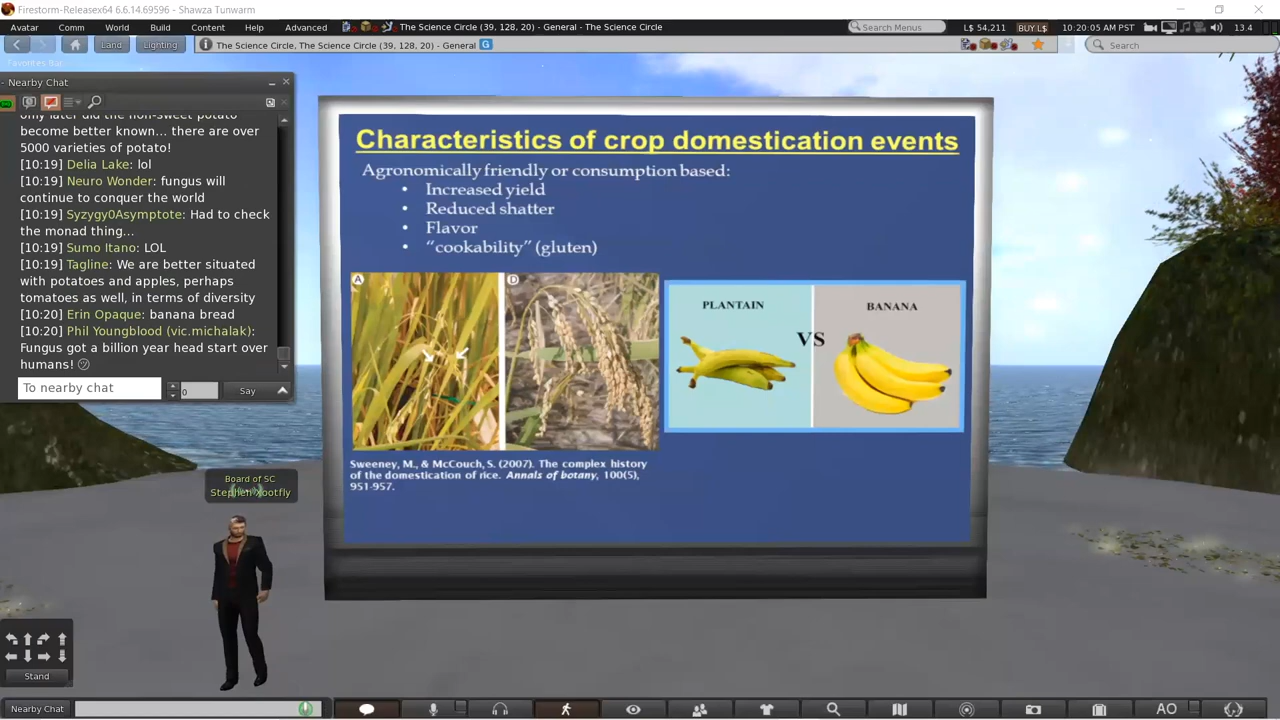 Firestorm-Releasex64 6.6.14.69596 - Shawza Tunwarm
Avatar Comm World Build Content Help Advanced The Science Circle (39, 128, 20) - General - The Science Circle Search Menus L$ 54,211 BUY L$ 10:20:05 AM PST 13.4
Land Lighting The Science Circle, The Science Circle (39, 128, 20) - General G Search
Favorites Bar
Nearby Chat
only later did the non-sweet potato
become better known... there are over
5000 varieties of potato!
[10:19] Delia Lake: lol
[10:19] Neuro Wonder: fungus will
continue to conquer the world
[10:19] Syzygy0Asymptote: Had to check
the monad thing...
[10:19] Sumo Itano: LOL
[10:19] Tagline: We are better situated
with potatoes and apples, perhaps
tomatoes as well, in terms of diversity
[10:20] Erin Opaque: banana bread
[10:20] Phil Youngblood (vic.michalak):
Fungus got a billion year head start over
humans!
To nearby chat 0 Say
Characteristics of crop domestication events
Agronomically friendly or consumption based:
• Increased yield
• Reduced shatter
• Flavor
• “cookability” (gluten)
A D
PLANTAIN VS BANANA
Sweeney, M., & McCouch, S. (2007). The complex history
of the domestication of rice. Annals of botany, 100(5),
951-957.
Board of SC
Stephen Xootfly
Stand
Nearby Chat AO